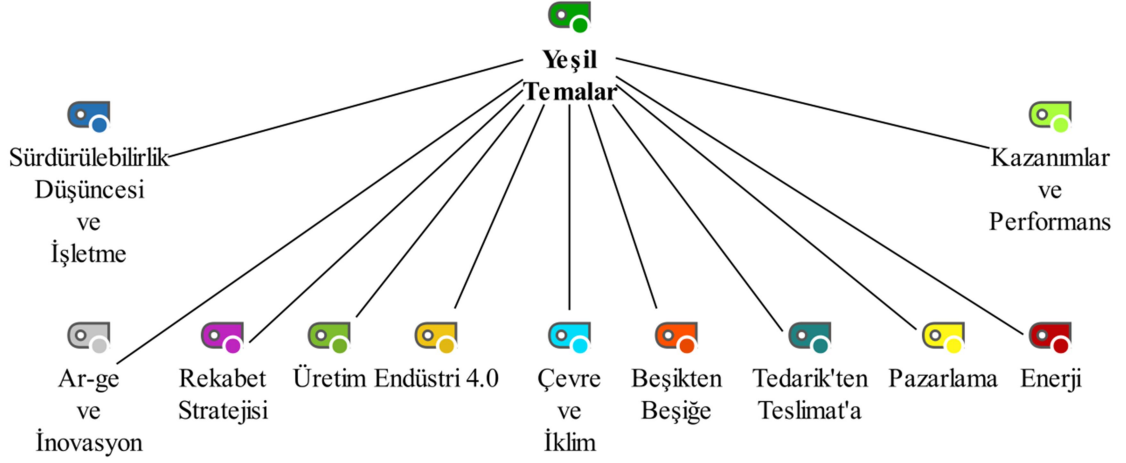 Yeşil
Temalar
Sürdürülebilirlik
Düşüncesi
ve
İşletme
Kazanımlar
ve
Performans
Ar-ge
ve
İnovasyon
Rekabet
Stratejisi
Üretim
Endüstri 4.0
Çevre
ve
İklim
Beşikten
Beşiğe
Tedarik'ten
Teslimat'a
Pazarlama
Enerji